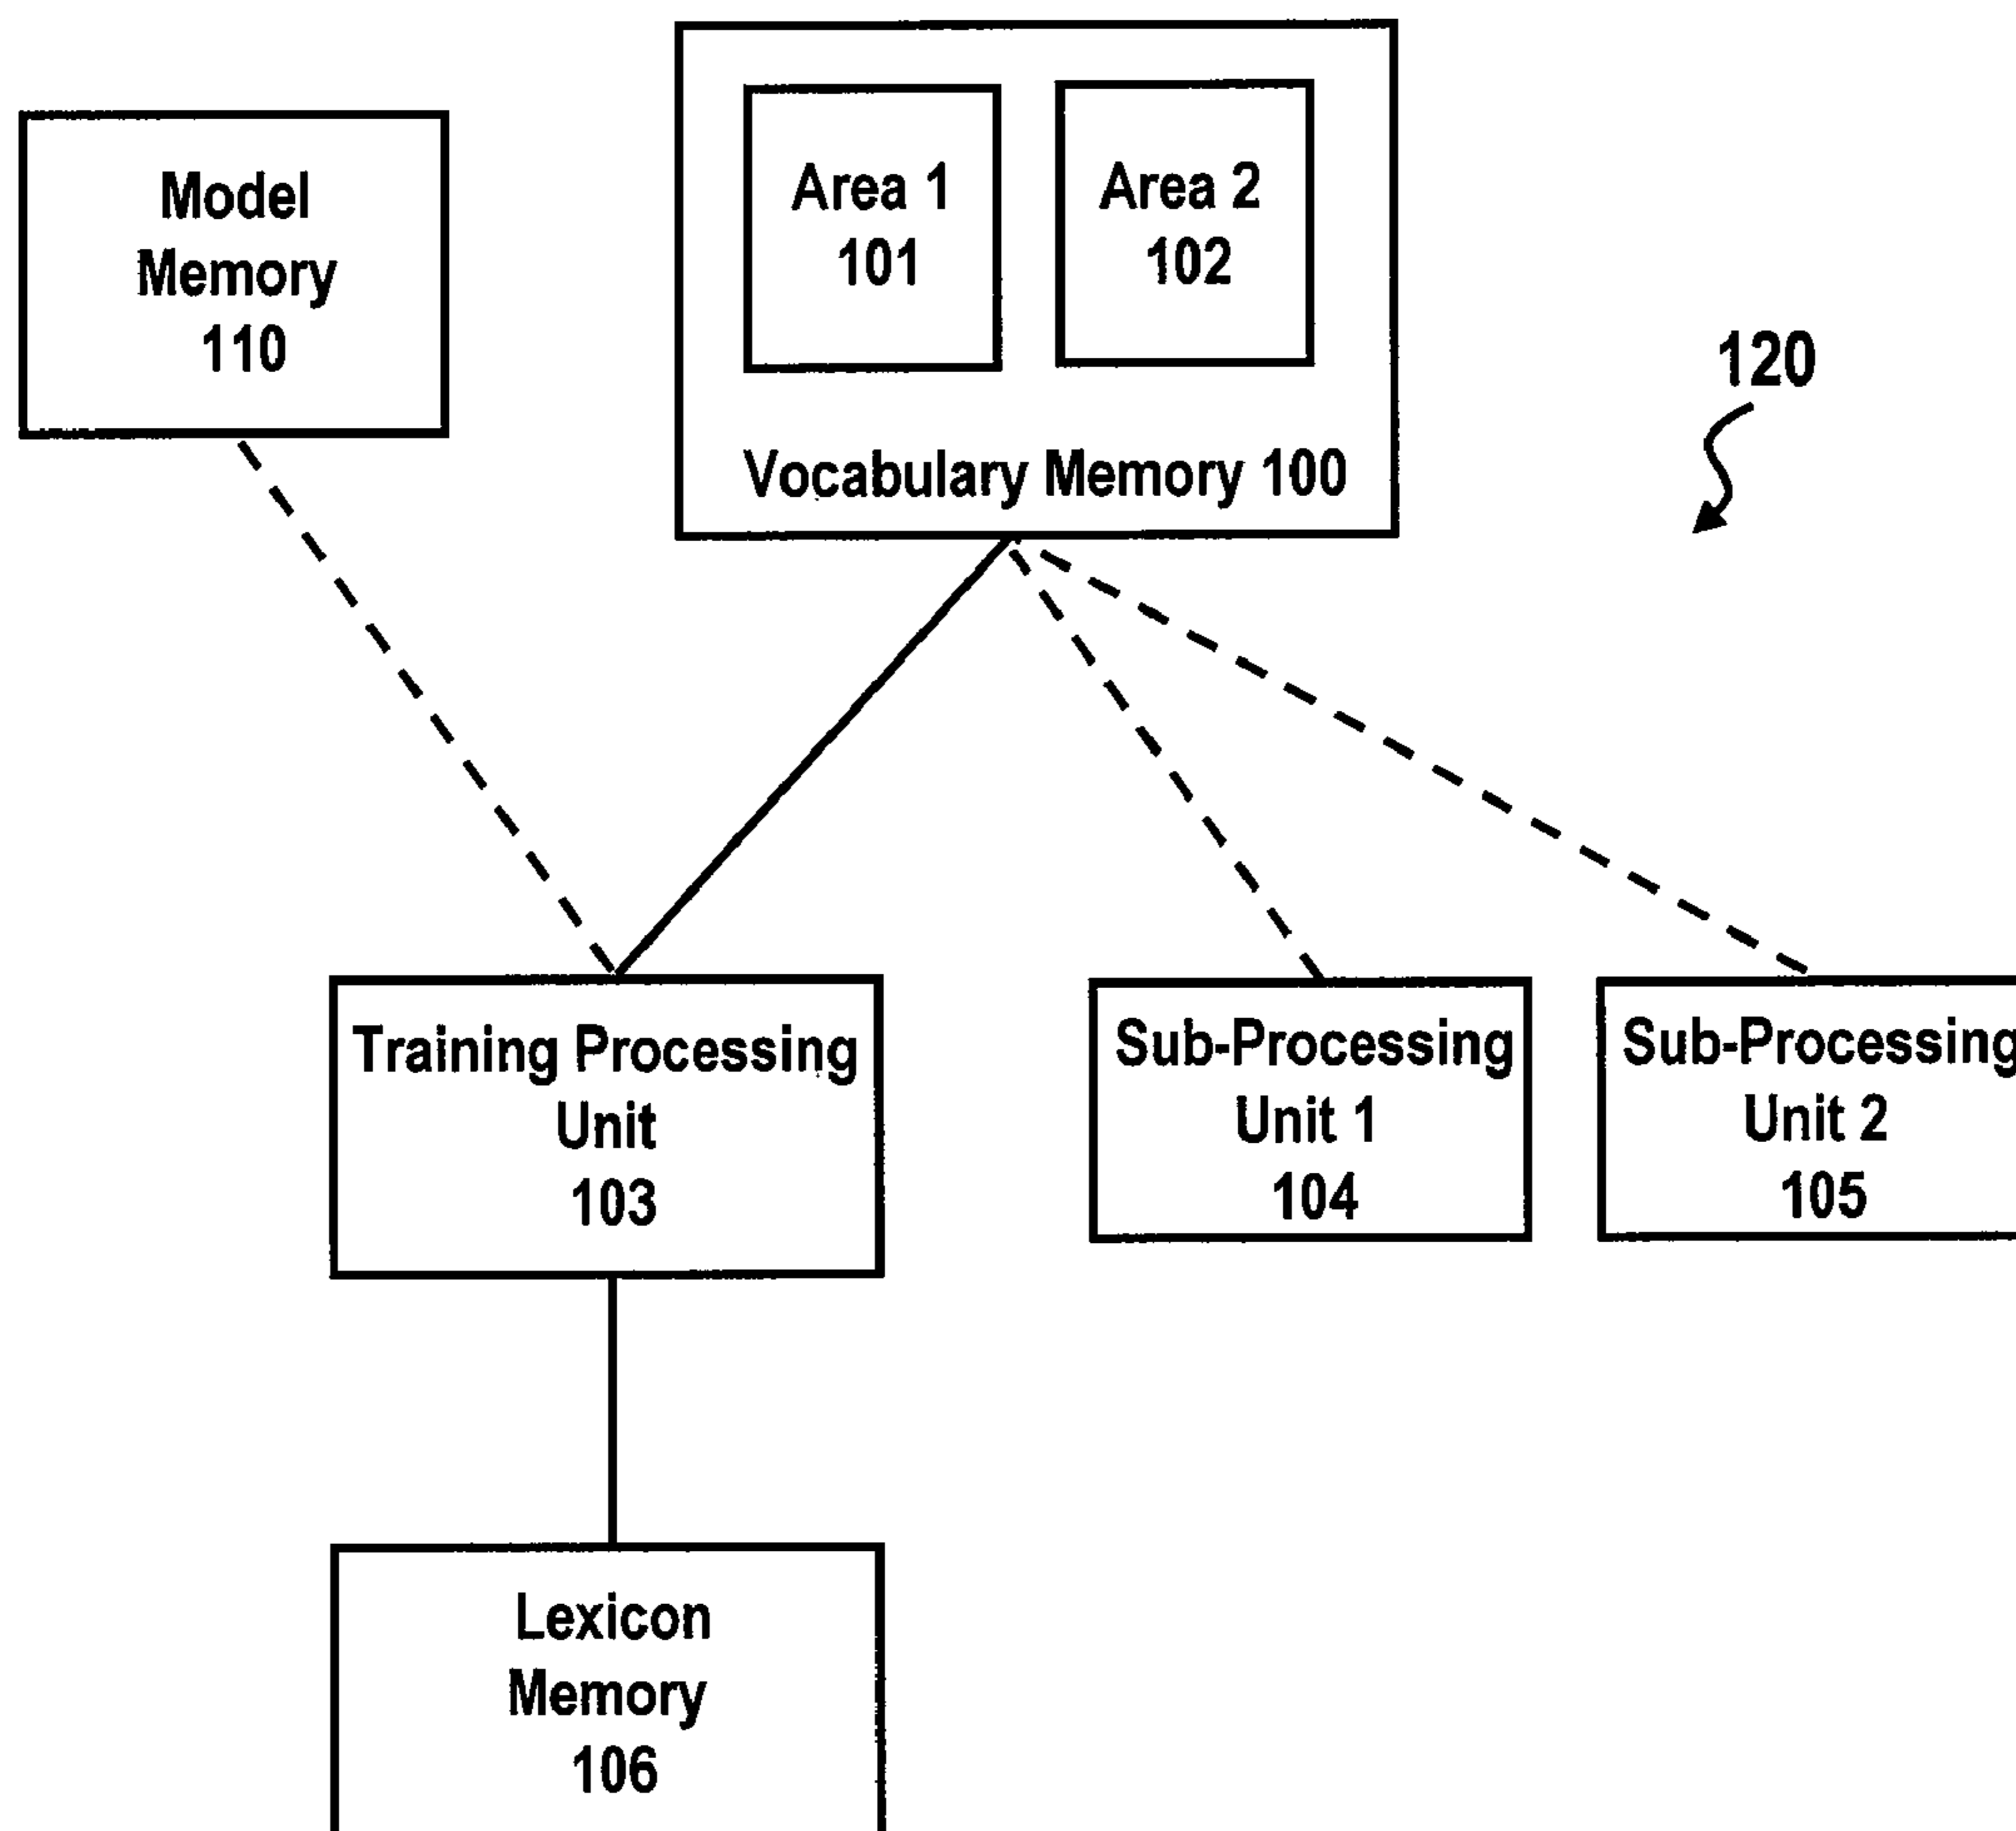 Model
Memory
110
Area 1
101
Area 2
102
Vocabulary Memory 100
120
Training Processing
Unit
103
Sub-Processing
Unit 1
104
Sub-Processing
Unit 2
105
Lexicon
Memory
106